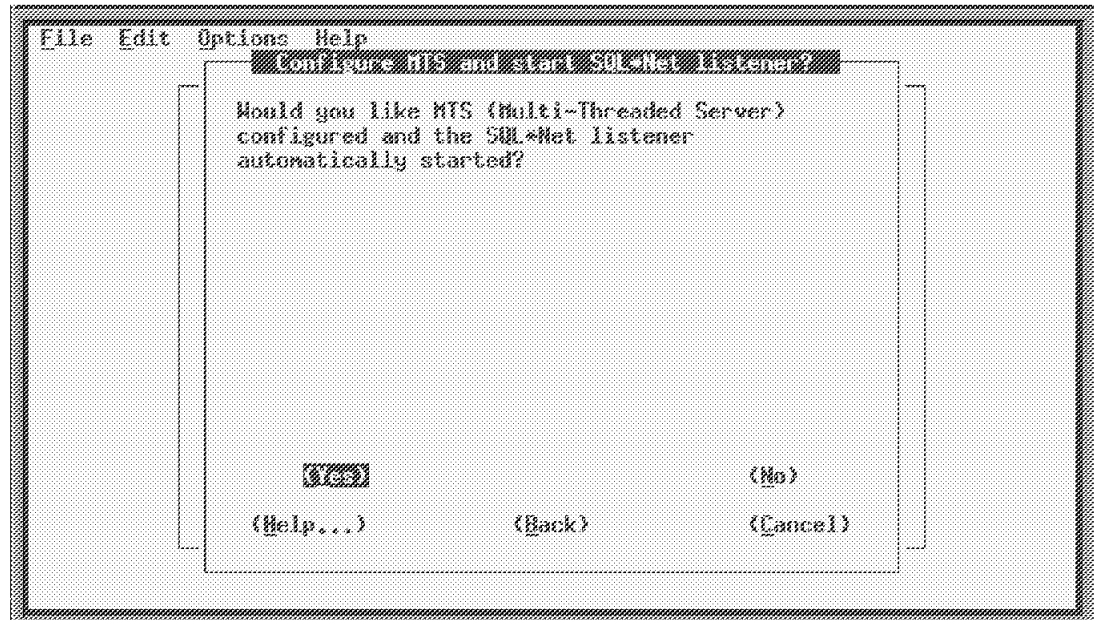 File Edit Options Help
Configure MTS and start SQL*Net listener?
Would you like MTS (Multi-Threaded Server)
configured and the SQL*Net listener
automatically started?
(Yes) (No)
(Help...) (Back) (Cancel)